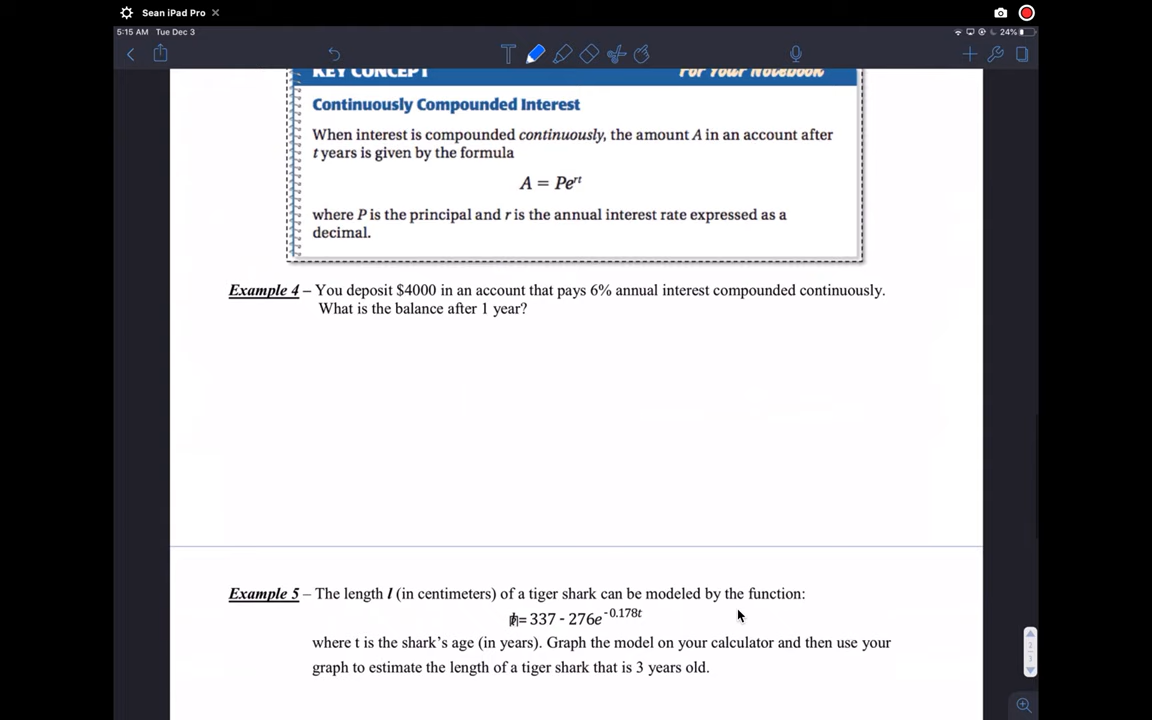 Sean iPad Pro
5:15 AM Tue Dec 3
24%
KEY CONCEPT For Your Notebook
Continuously Compounded Interest
When interest is compounded continuously, the amount A in an account after
t years is given by the formula
A = Pe^rt
where P is the principal and r is the annual interest rate expressed as a
decimal.
Example 4 – You deposit $4000 in an account that pays 6% annual interest compounded continuously.
What is the balance after 1 year?
Example 5 – The length l (in centimeters) of a tiger shark can be modeled by the function:
= 337 - 276e^-0.178t
where t is the shark's age (in years). Graph the model on your calculator and then use your
graph to estimate the length of a tiger shark that is 3 years old.